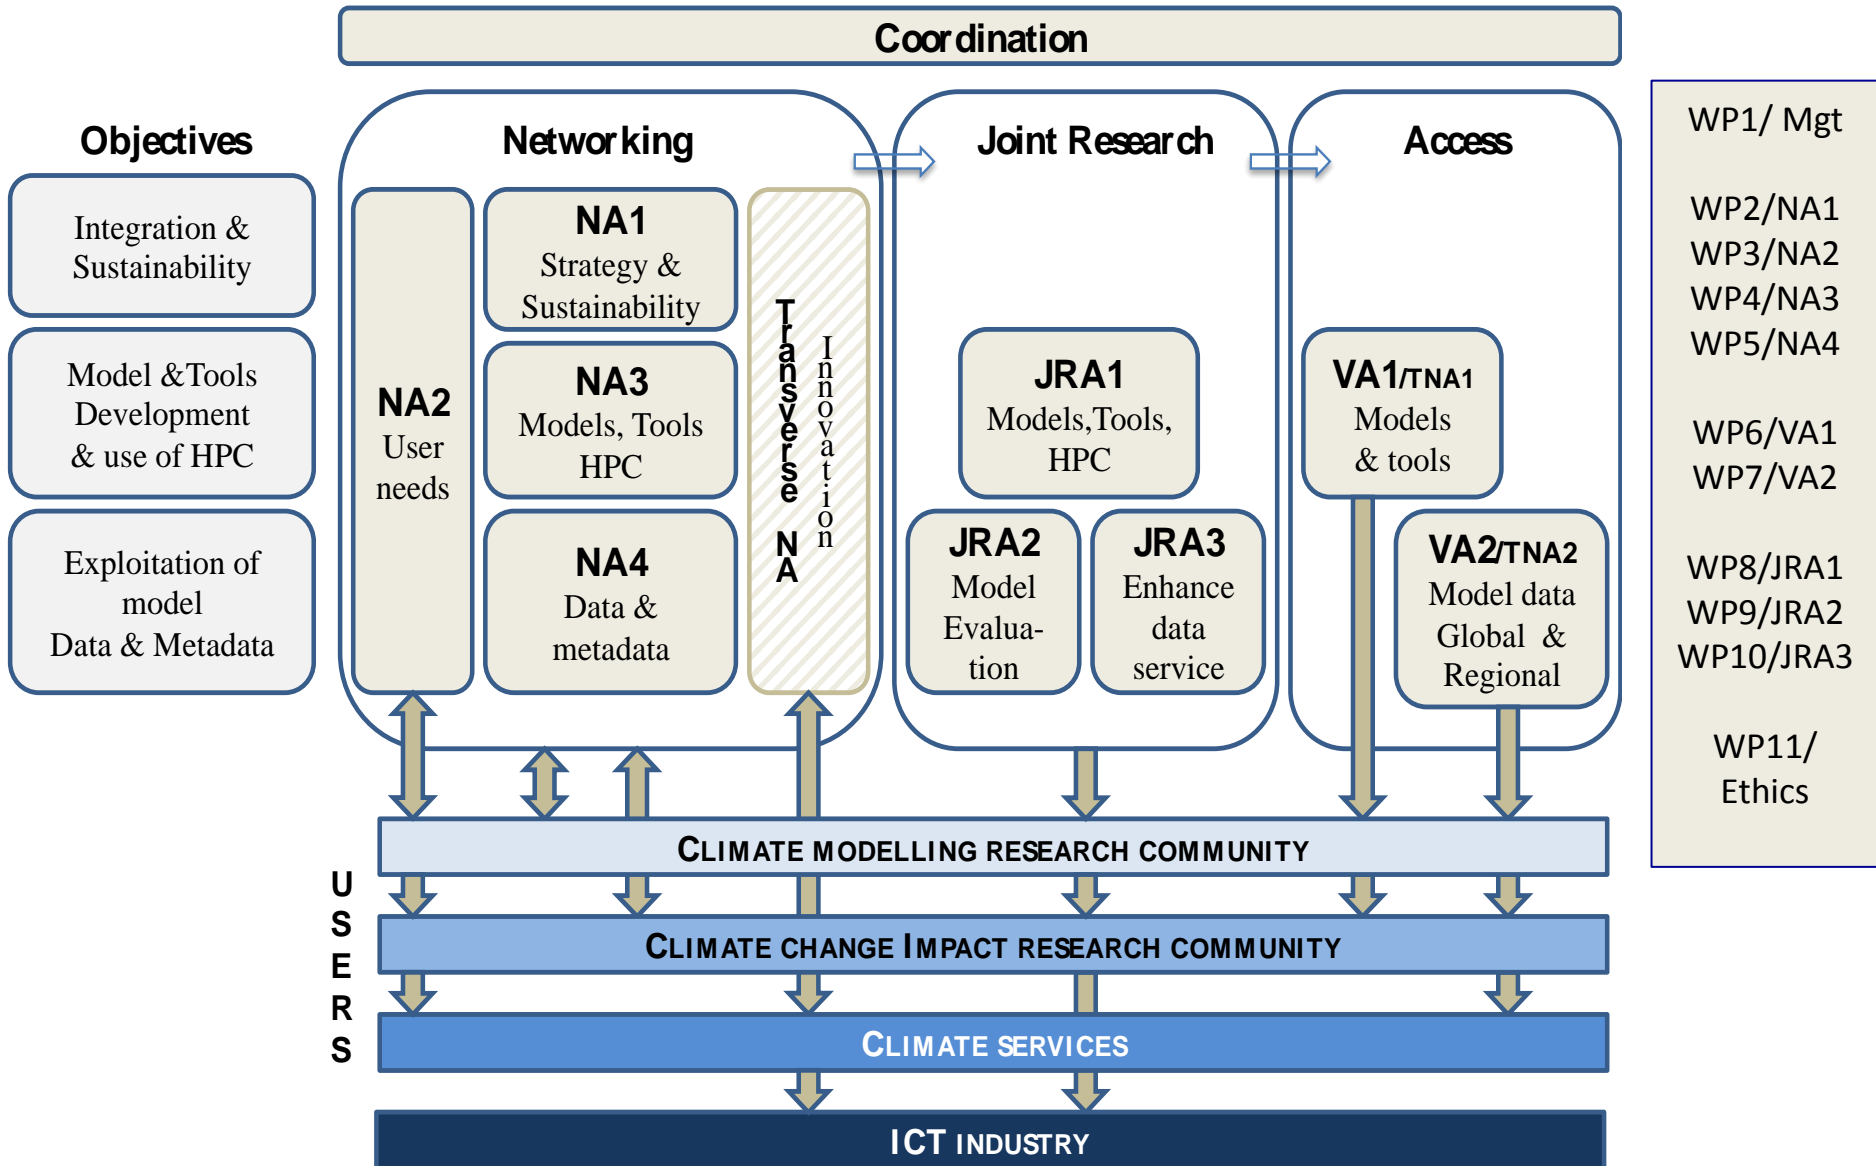 Coordination
Objectives
Integration &
Sustainability
Model &Tools
Development
& use of HPC
Exploitation of
model
Data & Metadata
Networking
NA2
User
needs
NA1
Strategy &
Sustainability
NA3
Models, Tools
HPC
NA4
Data &
metadata
Transverse NA
Innovation
Joint Research
JRA1
Models,Tools,
HPC
JRA2
Model
Evalua-
tion
JRA3
Enhance
data
service
Access
VA1/TNA1
Models
& tools
VA2/TNA2
Model data
Global &
Regional
WP1/ Mgt
WP2/NA1
WP3/NA2
WP4/NA3
WP5/NA4
WP6/VA1
WP7/VA2
WP8/JRA1
WP9/JRA2
WP10/JRA3
WP11/
Ethics
USERS
CLIMATE MODELLING RESEARCH COMMUNITY
CLIMATE CHANGE IMPACT RESEARCH COMMUNITY
CLIMATE SERVICES
ICT INDUSTRY